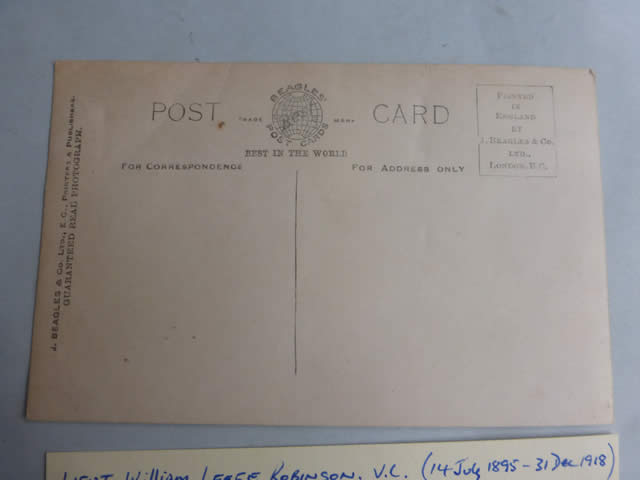 POST CARD
BEAGLES'
TRADE MARK
POST CARDS
BEST IN THE WORLD
FOR CORRESPONDENCE
FOR ADDRESS ONLY
PRINTED
IN
ENGLAND
BY
J. BEAGLES & Co.
LTD.,
LONDON, E.C.
J. BEAGLES & Co. LTD., E.C., PRINTERS & PUBLISHERS.
GUARANTEED REAL PHOTOGRAPH.
LIEUT WILLIAM LEEFE ROBINSON, V.C. (14 July 1895 - 31 Dec 1918)